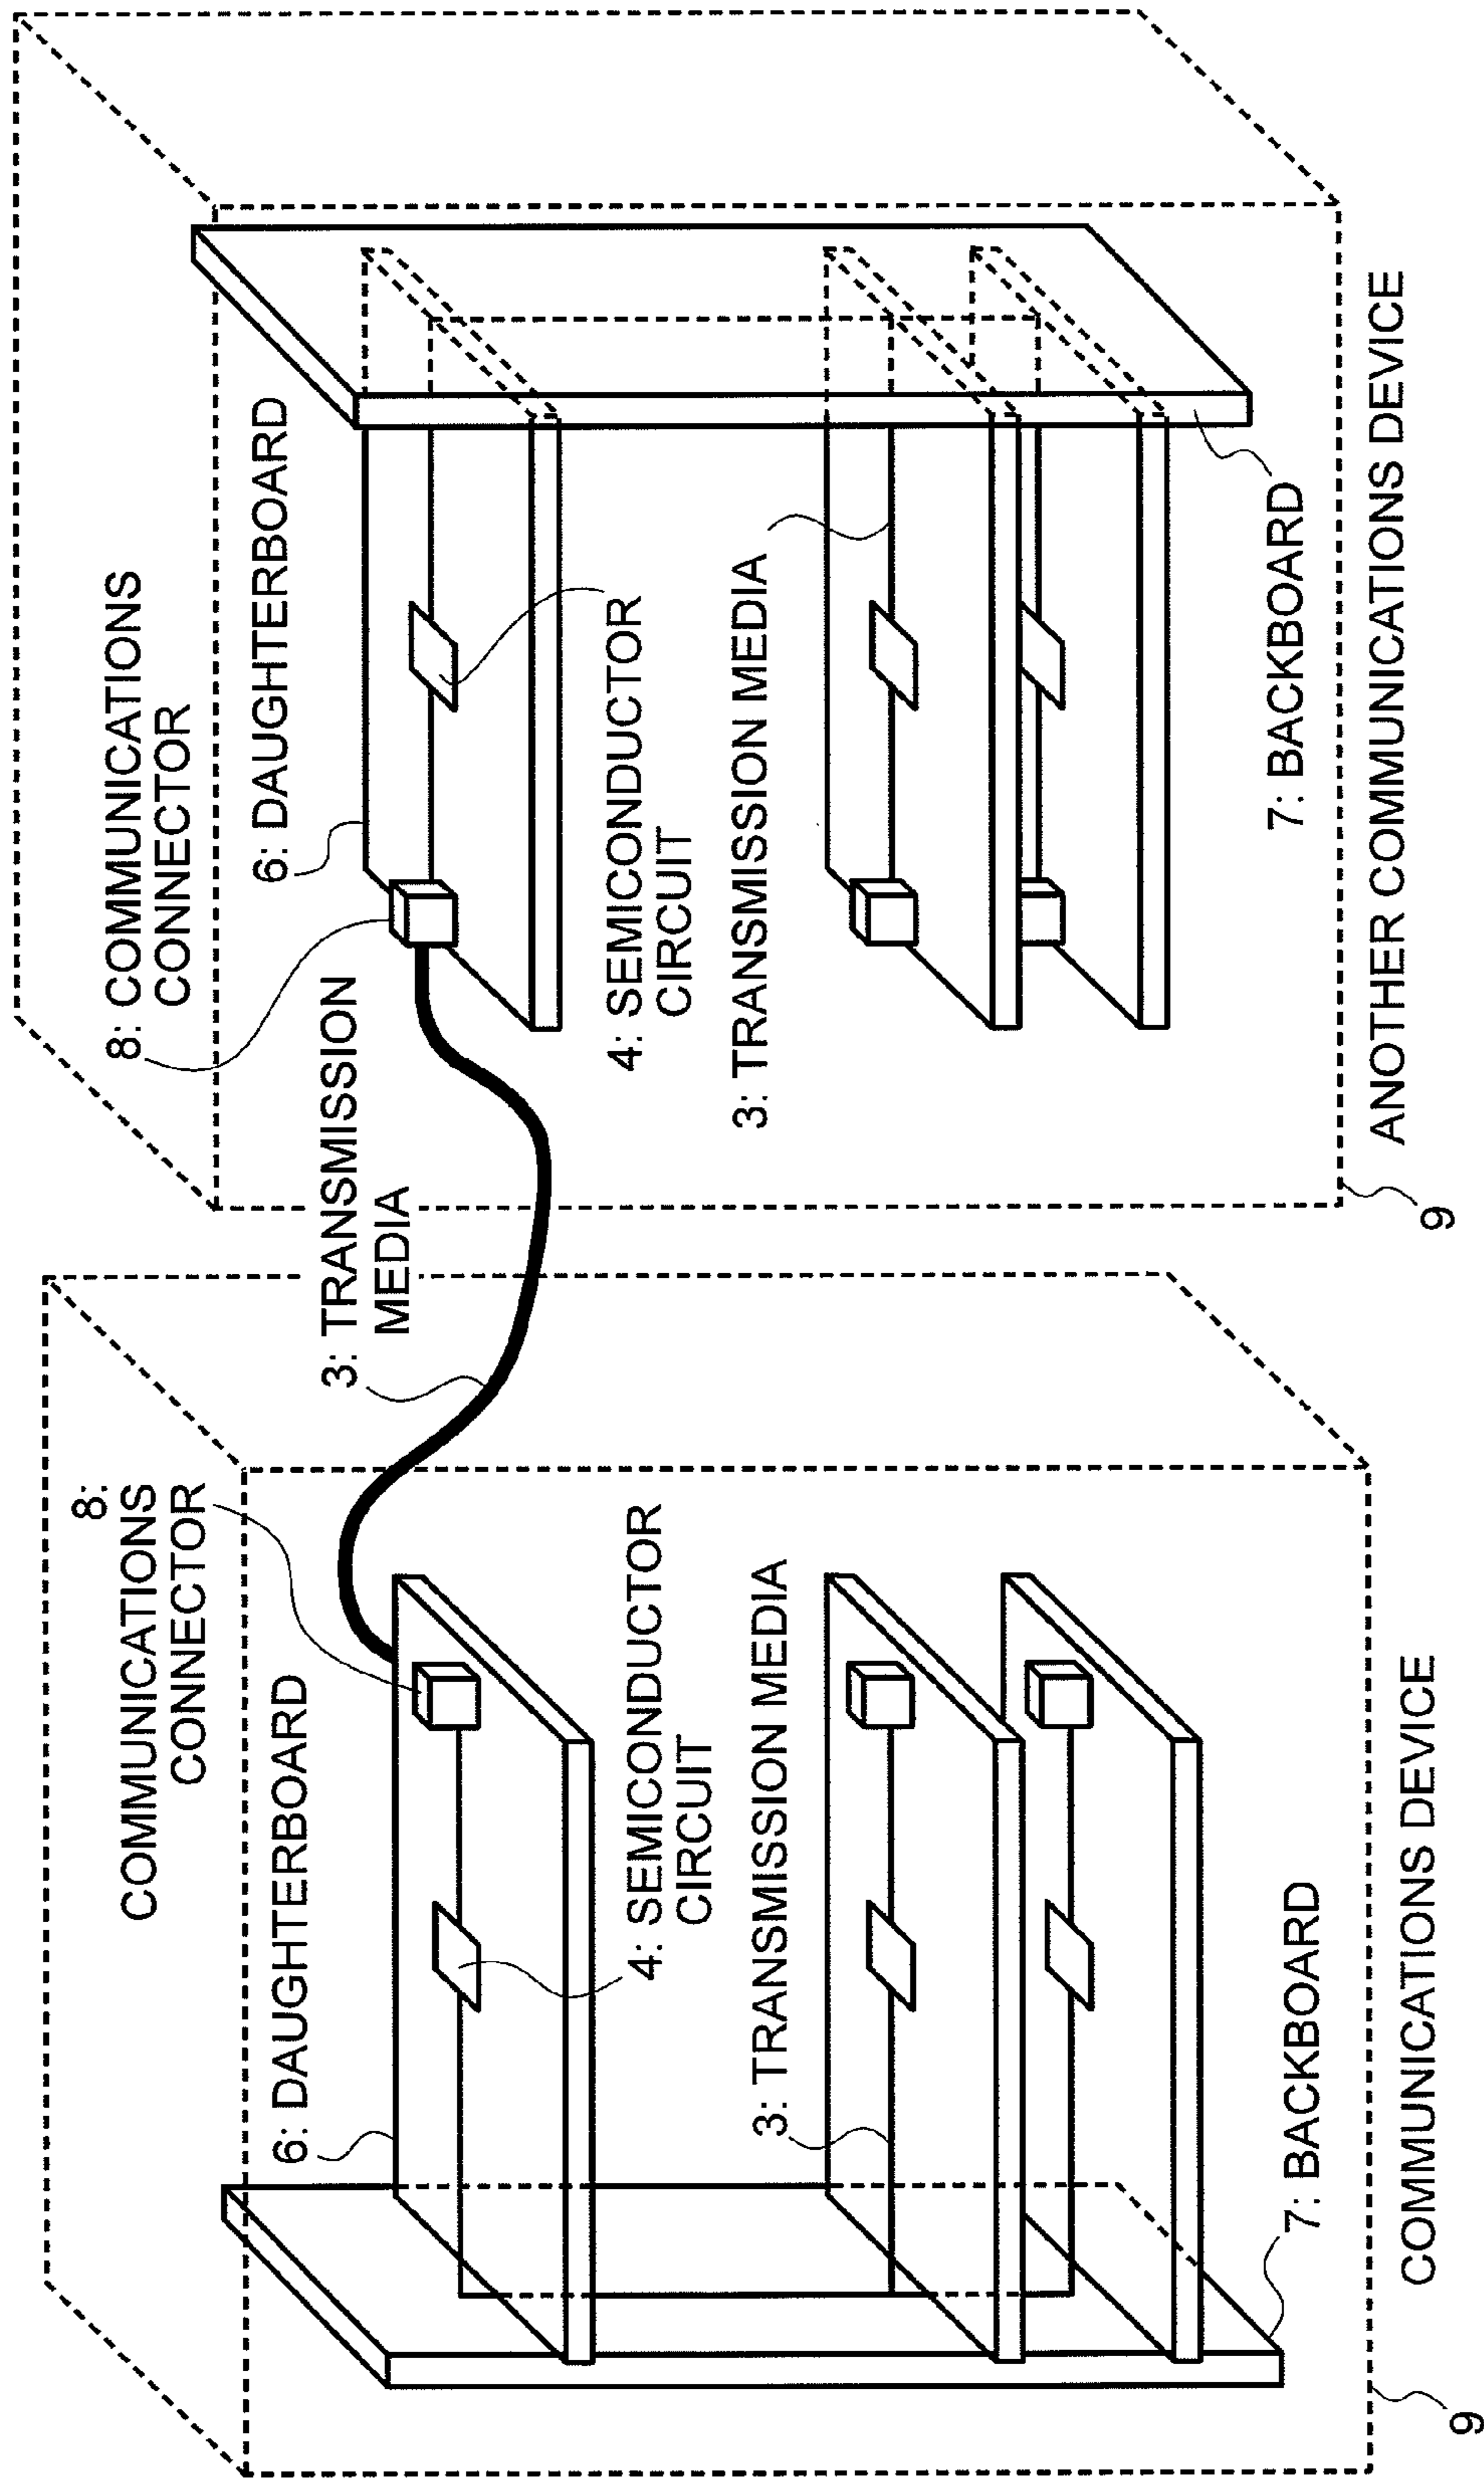 8:
COMMUNICATIONS
CONNECTOR
6: DAUGHTERBOARD
4: SEMICONDUCTOR
CIRCUIT
3: TRANSMISSION MEDIA
7: BACKBOARD
COMMUNICATIONS DEVICE
9
3: TRANSMISSION
MEDIA
8: COMMUNICATIONS
CONNECTOR
6: DAUGHTERBOARD
4: SEMICONDUCTOR
CIRCUIT
3: TRANSMISSION MEDIA
7: BACKBOARD
ANOTHER COMMUNICATIONS DEVICE
9